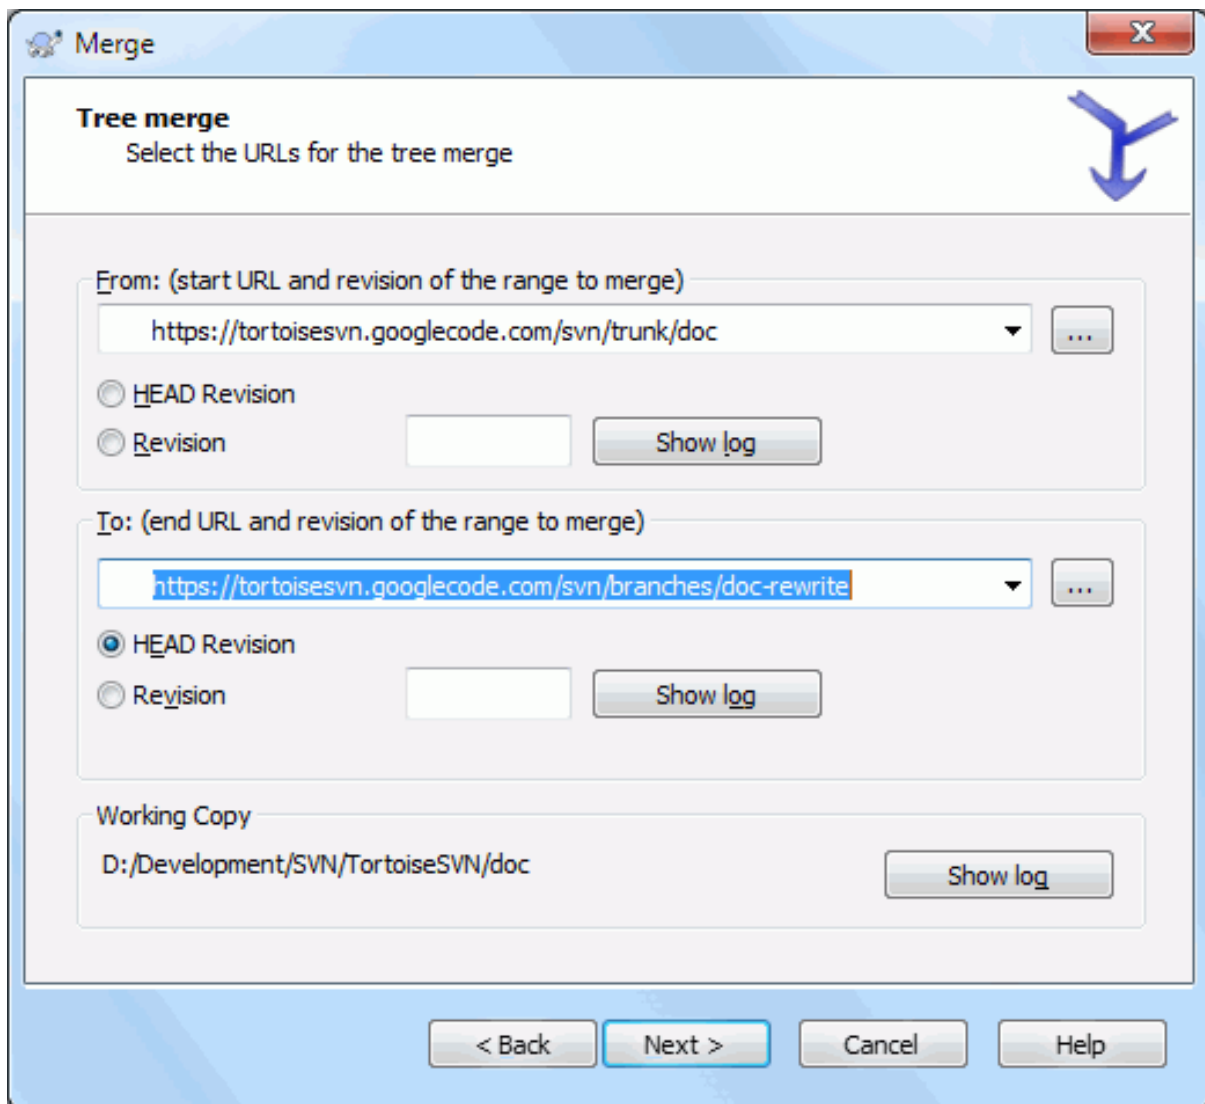 Merge
Tree merge
Select the URLs for the tree merge
From: (start URL and revision of the range to merge)
https://tortoisesvn.googlecode.com/svn/trunk/doc
...
HEAD Revision
Revision
Show log
To: (end URL and revision of the range to merge)
https://tortoisesvn.googlecode.com/svn/branches/doc-rewrite
...
HEAD Revision
Revision
Show log
Working Copy
D:/Development/SVN/TortoiseSVN/doc
Show log
< Back
Next >
Cancel
Help